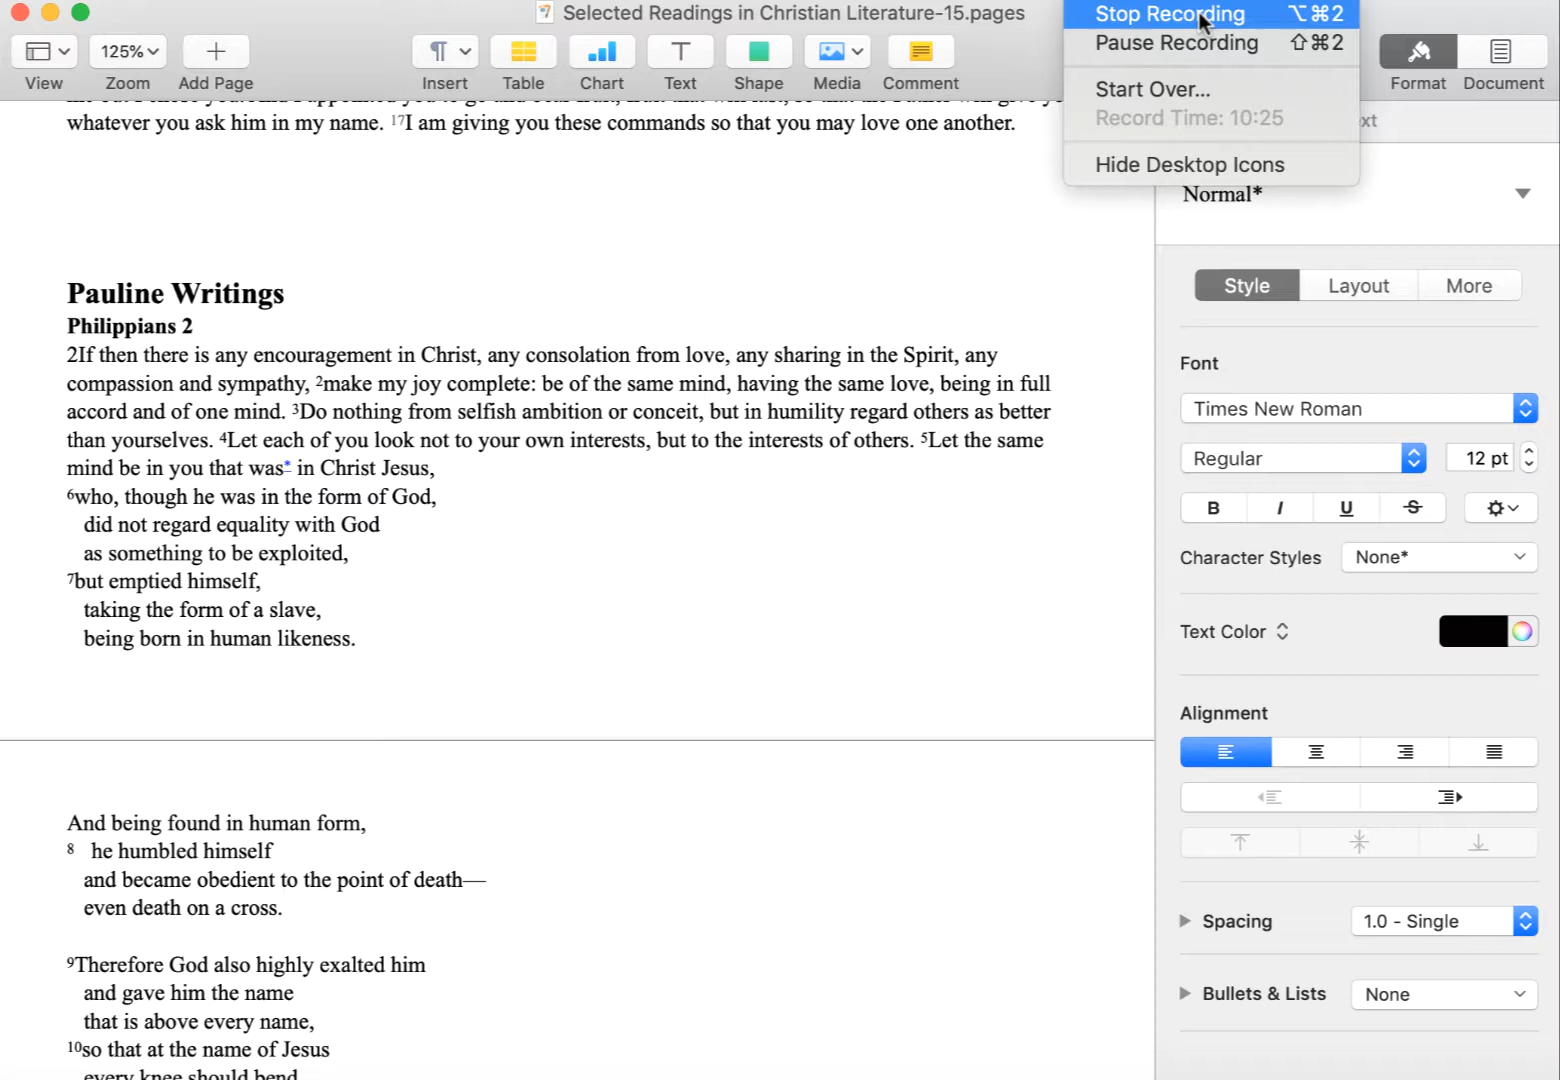 Selected Readings in Christian Literature-15.pages
Stop Recording ⌥⌘2
Pause Recording ⇧⌘2
Start Over...
Record Time: 10:25
Hide Desktop Icons
125%
View
Zoom
Add Page
Insert
Table
Chart
Text
Shape
Media
Comment
Format
Document
whatever you ask him in my name. 17I am giving you these commands so that you may love one another.
Pauline Writings
Philippians 2
2If then there is any encouragement in Christ, any consolation from love, any sharing in the Spirit, any
compassion and sympathy, 2make my joy complete: be of the same mind, having the same love, being in full
accord and of one mind. 3Do nothing from selfish ambition or conceit, but in humility regard others as better
than yourselves. 4Let each of you look not to your own interests, but to the interests of others. 5Let the same
mind be in you that was* in Christ Jesus,
6who, though he was in the form of God,
did not regard equality with God
as something to be exploited,
7but emptied himself,
taking the form of a slave,
being born in human likeness.
And being found in human form,
8 he humbled himself
and became obedient to the point of death—
even death on a cross.
9Therefore God also highly exalted him
and gave him the name
that is above every name,
10so that at the name of Jesus
every knee should bend
xt
Normal*
Style
Layout
More
Font
Times New Roman
Regular
12 pt
B I U S
Character Styles
None*
Text Color
Alignment
Spacing
1.0 - Single
Bullets & Lists
None